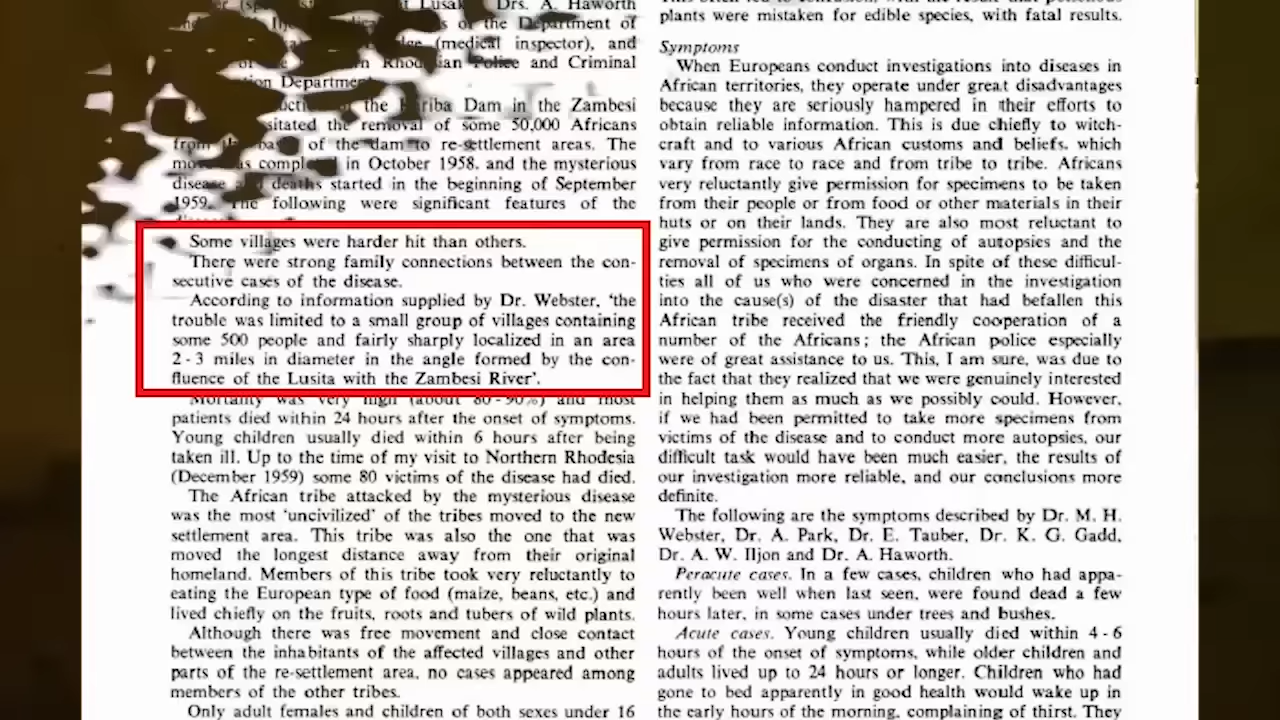 at Lusak Drs. A. Haworth
of the Department of
(medical inspector), and
n Rhod sian Police and Criminal
ion Departmen
the Kariba Dam in the Zambesi
sitated the removal of some 50,000 Africans
from of the dam to re-settlement areas. The
mo as comple in October 1958, and the mysterious
disease a d deaths started in the beginning of September
1959. The following were significant features of the
Some villages were harder hit than others.
There were strong family connections between the con-
secutive cases of the disease.
According to information supplied by Dr. Webster, 'the
trouble was limited to a small group of villages containing
some 500 people and fairly sharply localized in an area
2 - 3 miles in diameter in the angle formed by the con-
fluence of the Lusita with the Zambesi River'.
Mortality was very high (about 80 - 90%) and most
patients died within 24 hours after the onset of symptoms.
Young children usually died within 6 hours after being
taken ill. Up to the time of my visit to Northern Rhodesia
(December 1959) some 80 victims of the disease had died.
The African tribe attacked by the mysterious disease
was the most 'uncivilized' of the tribes moved to the new
settlement area. This tribe was also the one that was
moved the longest distance away from their original
homeland. Members of this tribe took very reluctantly to
eating the European type of food (maize, beans, etc.) and
lived chiefly on the fruits, roots and tubers of wild plants.
Although there was free movement and close contact
between the inhabitants of the affected villages and other
parts of the re-settlement area, no cases appeared among
members of the other tribes.
Only adult females and children of both sexes under 16
plants were mistaken for edible species, with fatal results.
Symptoms
When Europeans conduct investigations into diseases in
African territories, they operate under great disadvantages
because they are seriously hampered in their efforts to
obtain reliable information. This is due chiefly to witch-
craft and to various African customs and beliefs, which
vary from race to race and from tribe to tribe. Africans
very reluctantly give permission for specimens to be taken
from their people or from food or other materials in their
huts or on their lands. They are also most reluctant to
give permission for the conducting of autopsies and the
removal of specimens of organs. In spite of these difficul-
ties all of us who were concerned in the investigation
into the cause(s) of the disaster that had befallen this
African tribe received the friendly cooperation of a
number of the Africans; the African police especially
were of great assistance to us. This, I am sure, was due to
the fact that they realized that we were genuinely interested
in helping them as much as we possibly could. However,
if we had been permitted to take more specimens from
victims of the disease and to conduct more autopsies, our
difficult task would have been much easier, the results of
our investigation more reliable, and our conclusions more
definite.
The following are the symptoms described by Dr. M. H.
Webster, Dr. A. Park, Dr. E. Tauber, Dr. K. G. Gadd,
Dr. A. W. Iljon and Dr. A. Haworth.
Peracute cases. In a few cases, children who had appa-
rently been well when last seen, were found dead a few
hours later, in some cases under trees and bushes.
Acute cases. Young children usually died within 4 - 6
hours of the onset of symptoms, while older children and
adults lived up to 24 hours or longer. Children who had
gone to bed apparently in good health would wake up in
the early hours of the morning, complaining of thirst. They